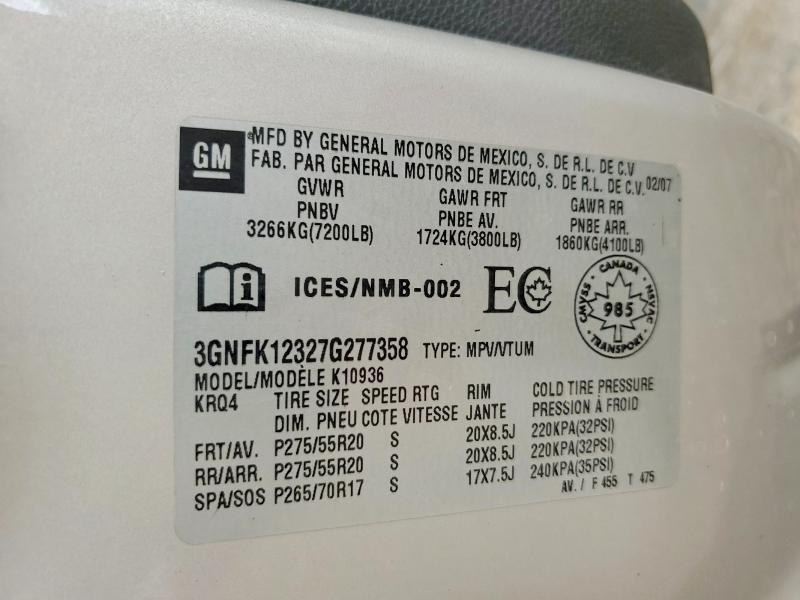 GM
MFD BY GENERAL MOTORS DE MEXICO, S. DE R.L. DE C.V
FAB. PAR GENERAL MOTORS DE MEXICO, S. DE R.L. DE C.V. 02/07
GVWR GAWR FRT GAWR RR
PNBV PNBE AV. PNBE ARR.
3266KG(7200LB) 1724KG(3800LB) 1860KG(4100LB)
i ICES/NMB-002 EC
CANADA
CMVSS - 985 - NSVAC
TRANSPORT
3GNFK12327G277358 TYPE: MPV/VTUM
MODEL/MODÈLE K10936
KRQ4 TIRE SIZE SPEED RTG RIM COLD TIRE PRESSURE
DIM. PNEU COTE VITESSE JANTE PRESSION À FROID
FRT/AV. P275/55R20 S 20X8.5J 220KPA(32PSI)
RR/ARR. P275/55R20 S 20X8.5J 220KPA(32PSI)
SPA/SOS P265/70R17 S 17X7.5J 240KPA(35PSI)
AV. / F 455 T 475